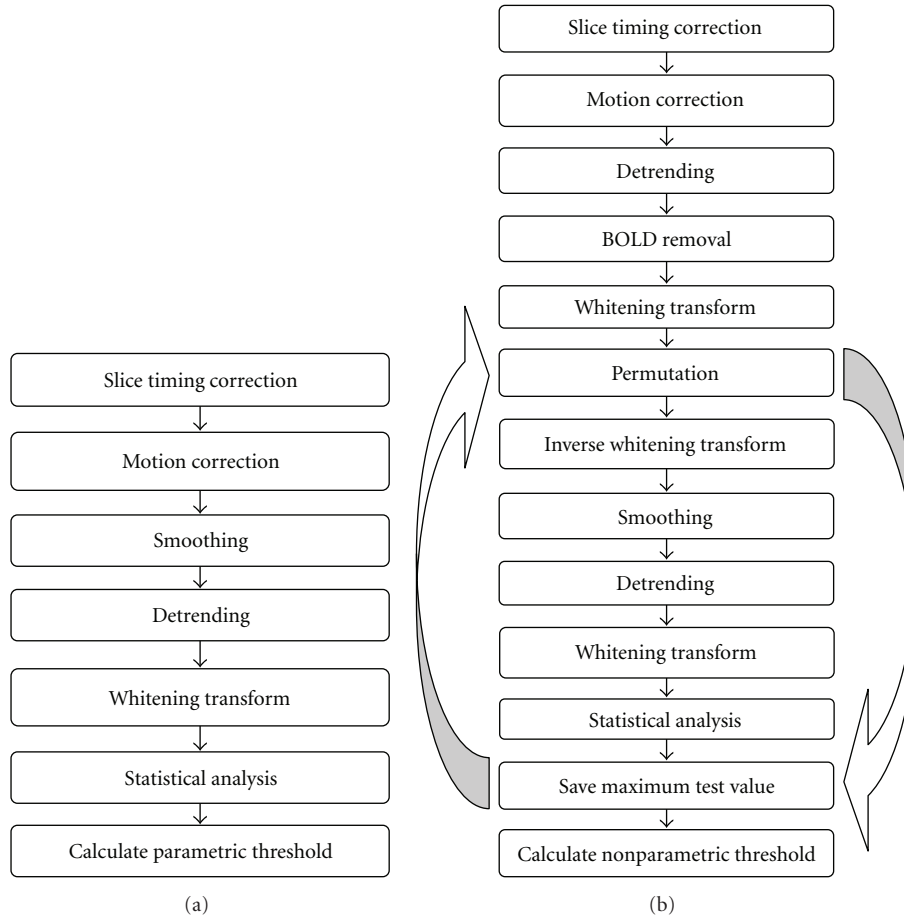 Slice timing correction
Motion correction
Smoothing
Detrending
Whitening transform
Statistical analysis
Calculate parametric threshold
(a)
Slice timing correction
Motion correction
Detrending
BOLD removal
Whitening transform
Permutation
Inverse whitening transform
Smoothing
Detrending
Whitening transform
Statistical analysis
Save maximum test value
Calculate nonparametric threshold
(b)